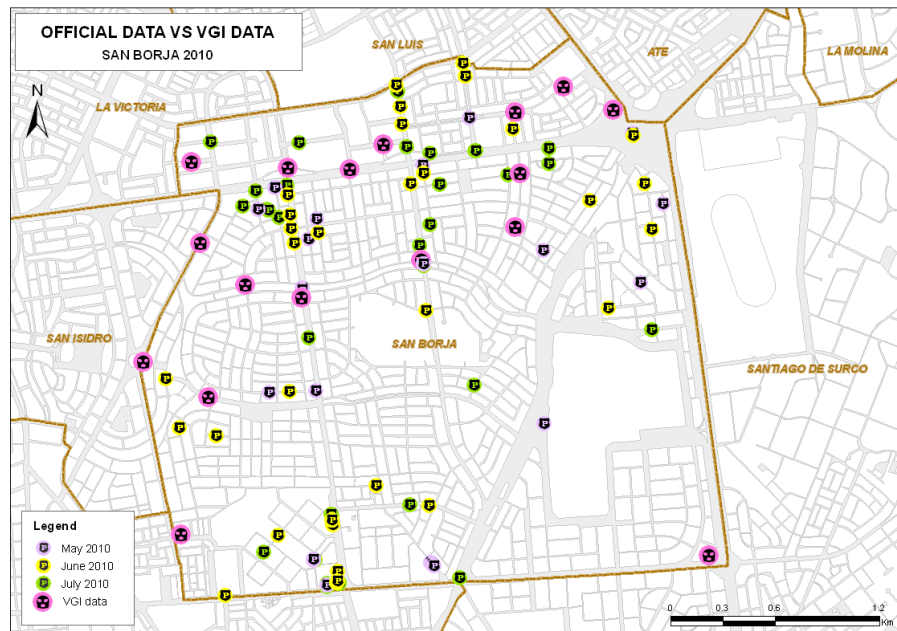 OFFICIAL DATA VS VGI DATA
SAN BORJA 2010
N
SAN LUIS
ATE
LA MOLINA
LA VICTORIA
SAN ISIDRO
SAN BORJA
SANTIAGO DE SURCO
Legend
May 2010
June 2010
July 2010
VGI data
0 0.3 0.6 1.2
Km